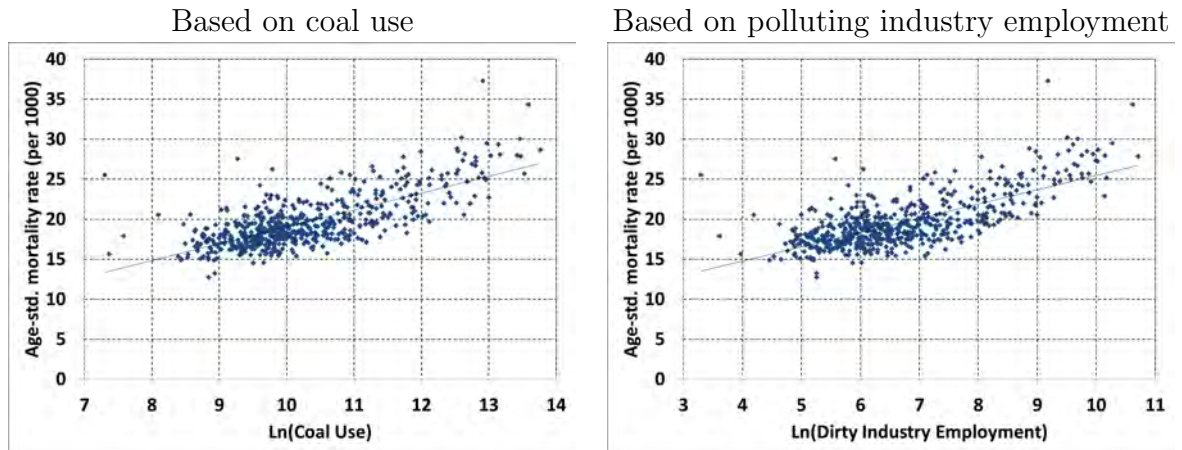 Based on coal use
Age-std. mortality rate (per 1000)
40
35
30
25
20
15
10
5
0
7 8 9 10 11 12 13 14
Ln(Coal Use)
Based on polluting industry employment
Age-std. mortality rate (per 1000)
40
35
30
25
20
15
10
5
0
3 4 5 6 7 8 9 10 11
Ln(Dirty Industry Employment)